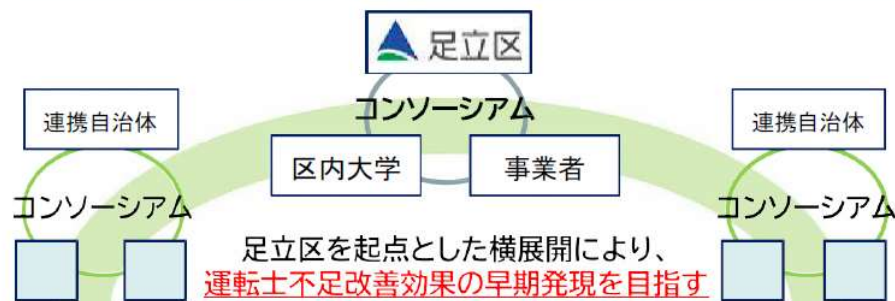 足立区
コンソーシアム
連携自治体
連携自治体
区内大学
事業者
コンソーシアム
コンソーシアム
足立区を起点とした横展開により、
運転士不足改善効果の早期発現を目指す